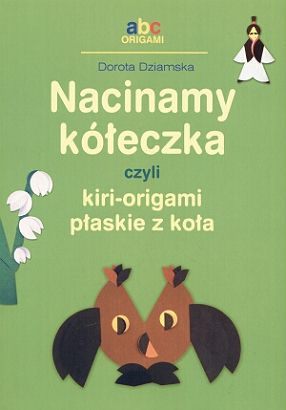 abc
ORIGAMI
Dorota Dziamska
Nacinamy
kółeczka
czyli
kiri-origami
płaskie z koła